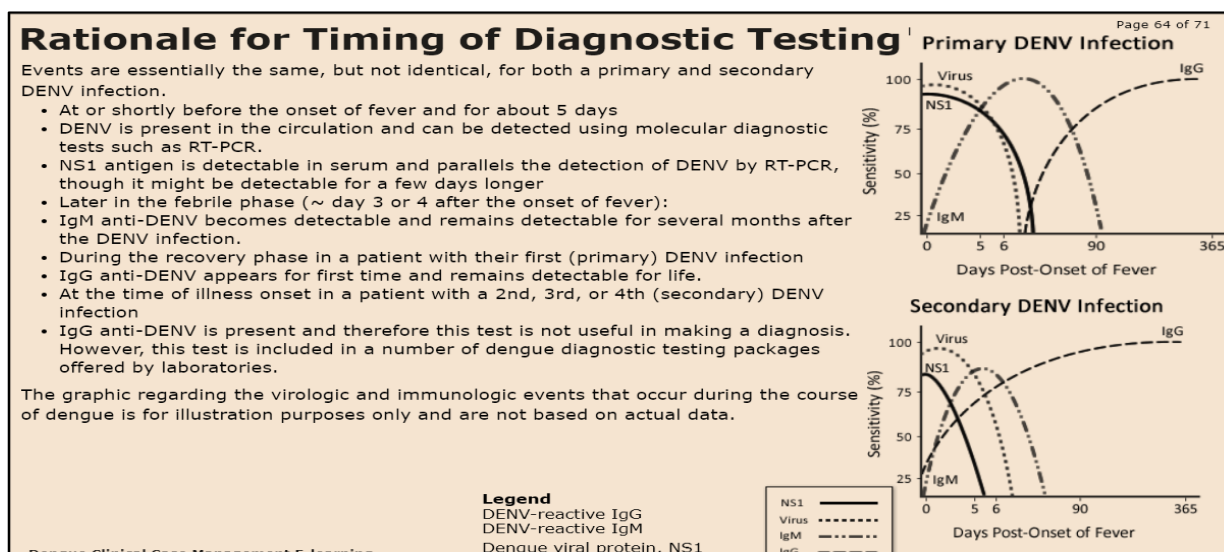 Page 64 of 71
Rationale for Timing of Diagnostic Testing
Events are essentially the same, but not identical, for both a primary and secondary
DENV infection.
• At or shortly before the onset of fever and for about 5 days
• DENV is present in the circulation and can be detected using molecular diagnostic
tests such as RT-PCR.
• NS1 antigen is detectable in serum and parallels the detection of DENV by RT-PCR,
though it might be detectable for a few days longer
• Later in the febrile phase (~ day 3 or 4 after the onset of fever):
• IgM anti-DENV becomes detectable and remains detectable for several months after
the DENV infection.
• During the recovery phase in a patient with their first (primary) DENV infection
• IgG anti-DENV appears for first time and remains detectable for life.
• At the time of illness onset in a patient with a 2nd, 3rd, or 4th (secondary) DENV
infection
• IgG anti-DENV is present and therefore this test is not useful in making a diagnosis.
However, this test is included in a number of dengue diagnostic testing packages
offered by laboratories.
The graphic regarding the virologic and immunologic events that occur during the course
of dengue is for illustration purposes only and are not based on actual data.
Primary DENV Infection
IgG
Virus
100
NS1
75
Sensitivity (%)
50
25
IgM
0 5 6 90 365
Days Post-Onset of Fever
Secondary DENV Infection
IgG
Virus
100
NS1
75
Sensitivity (%)
50
25
IgM
0 5 6 90 365
Days Post-Onset of Fever
Legend
DENV-reactive IgG
DENV-reactive IgM
Dengue viral protein, NS1
NS1
Virus
IgM
IgG
Dengue Clinical Case Management E-learning